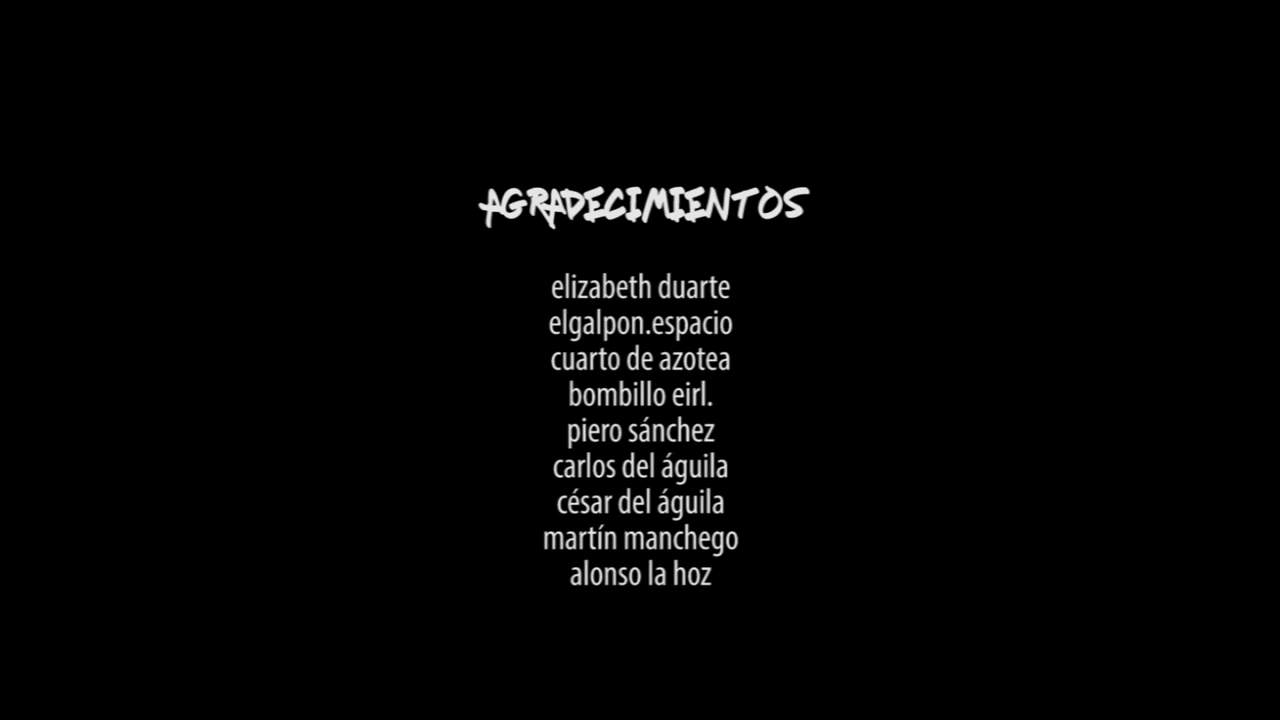 AGRADECIMIENTOS
elizabeth duarte
elgalpon.espacio
cuarto de azotea
bombillo eirl.
piero sánchez
carlos del águila
césar del águila
martín manchego
alonso la hoz